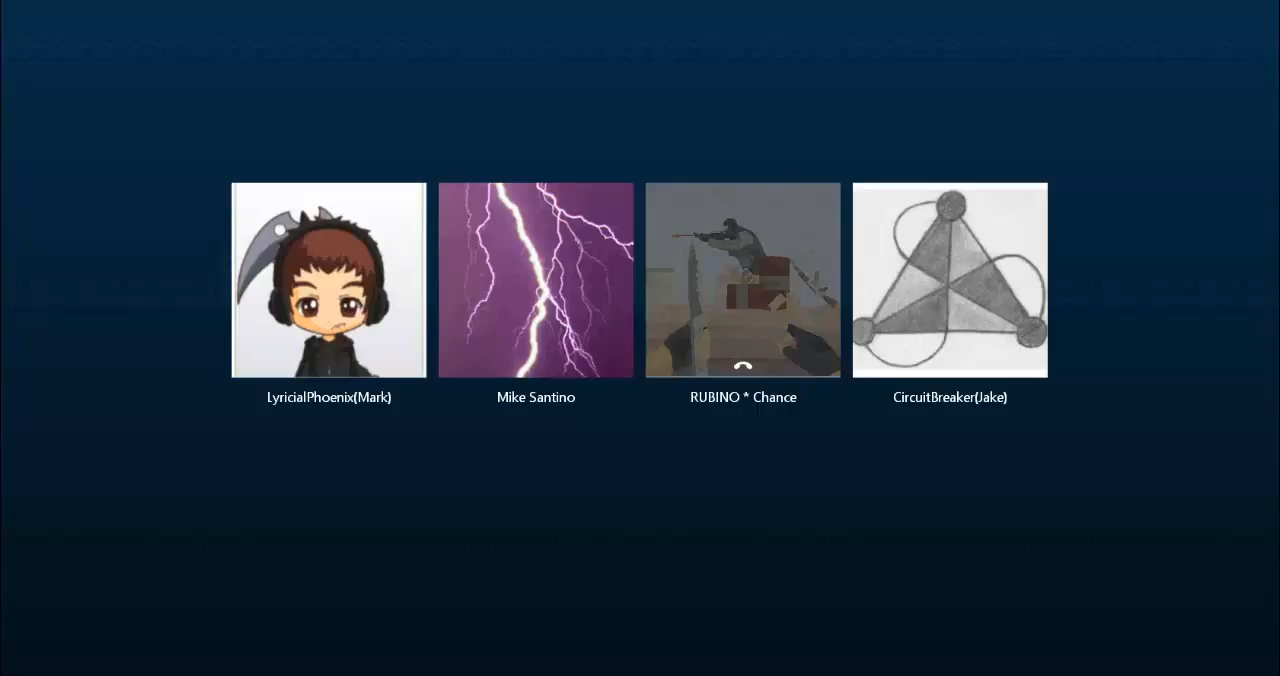 LyricialPhoenix(Mark)
Mike Santino
RUBINO * Chance
CircuitBreaker(Jake)